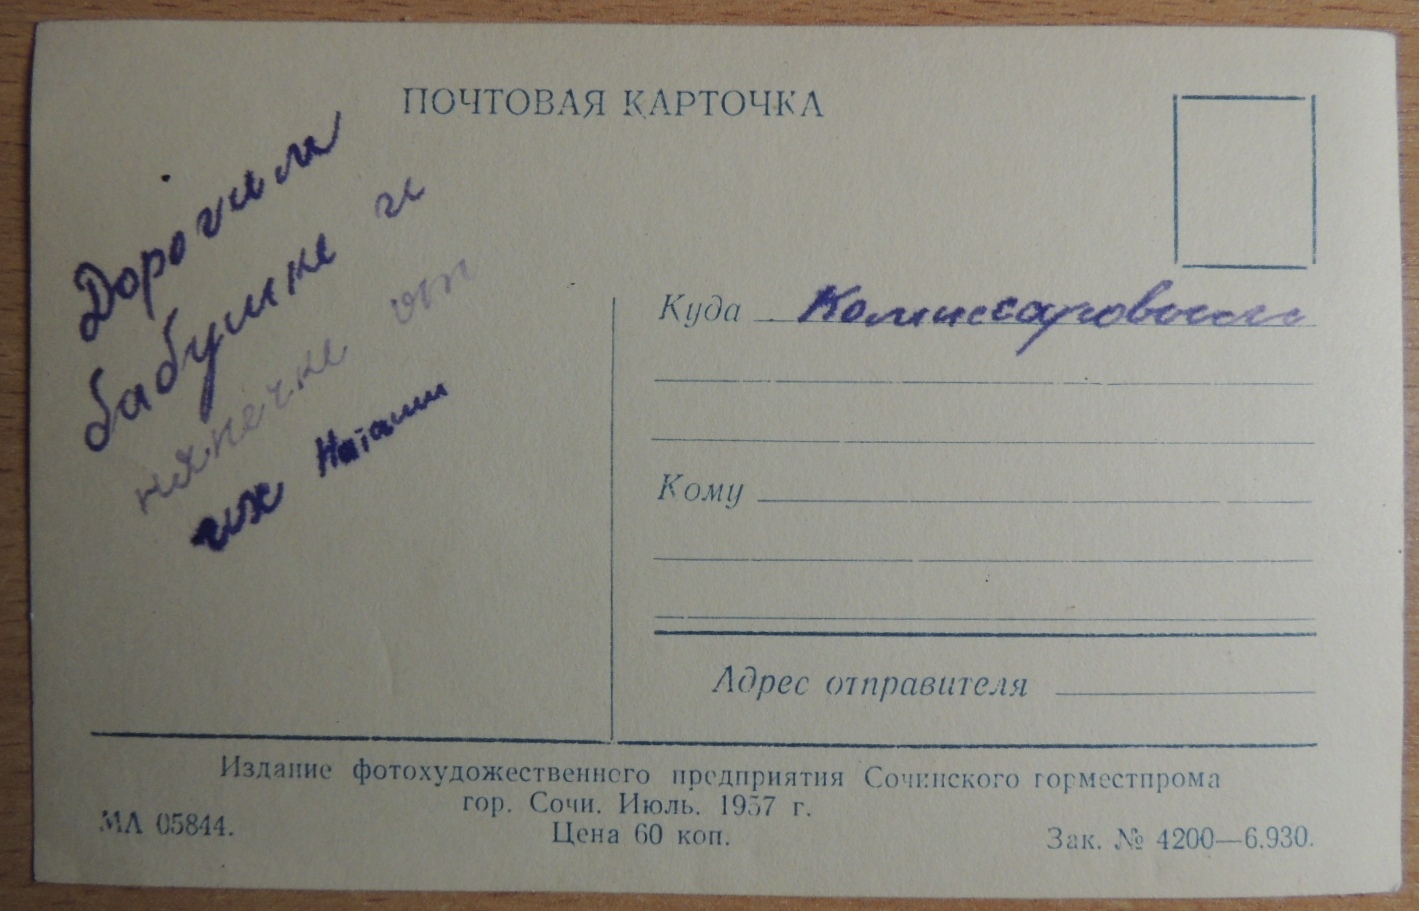 ПОЧТОВАЯ КАРТОЧКА
Дорогим
бабушке и
нянечке от
их Наташи
Куда Комиссаровым
Кому
Адрес отправителя
Издание фотохудожественного предприятия Сочинского горместпрома
гор. Сочи. Июль. 1957 г.
МЛ 05844.
Цена 60 коп.
Зак. № 4200—6.930.